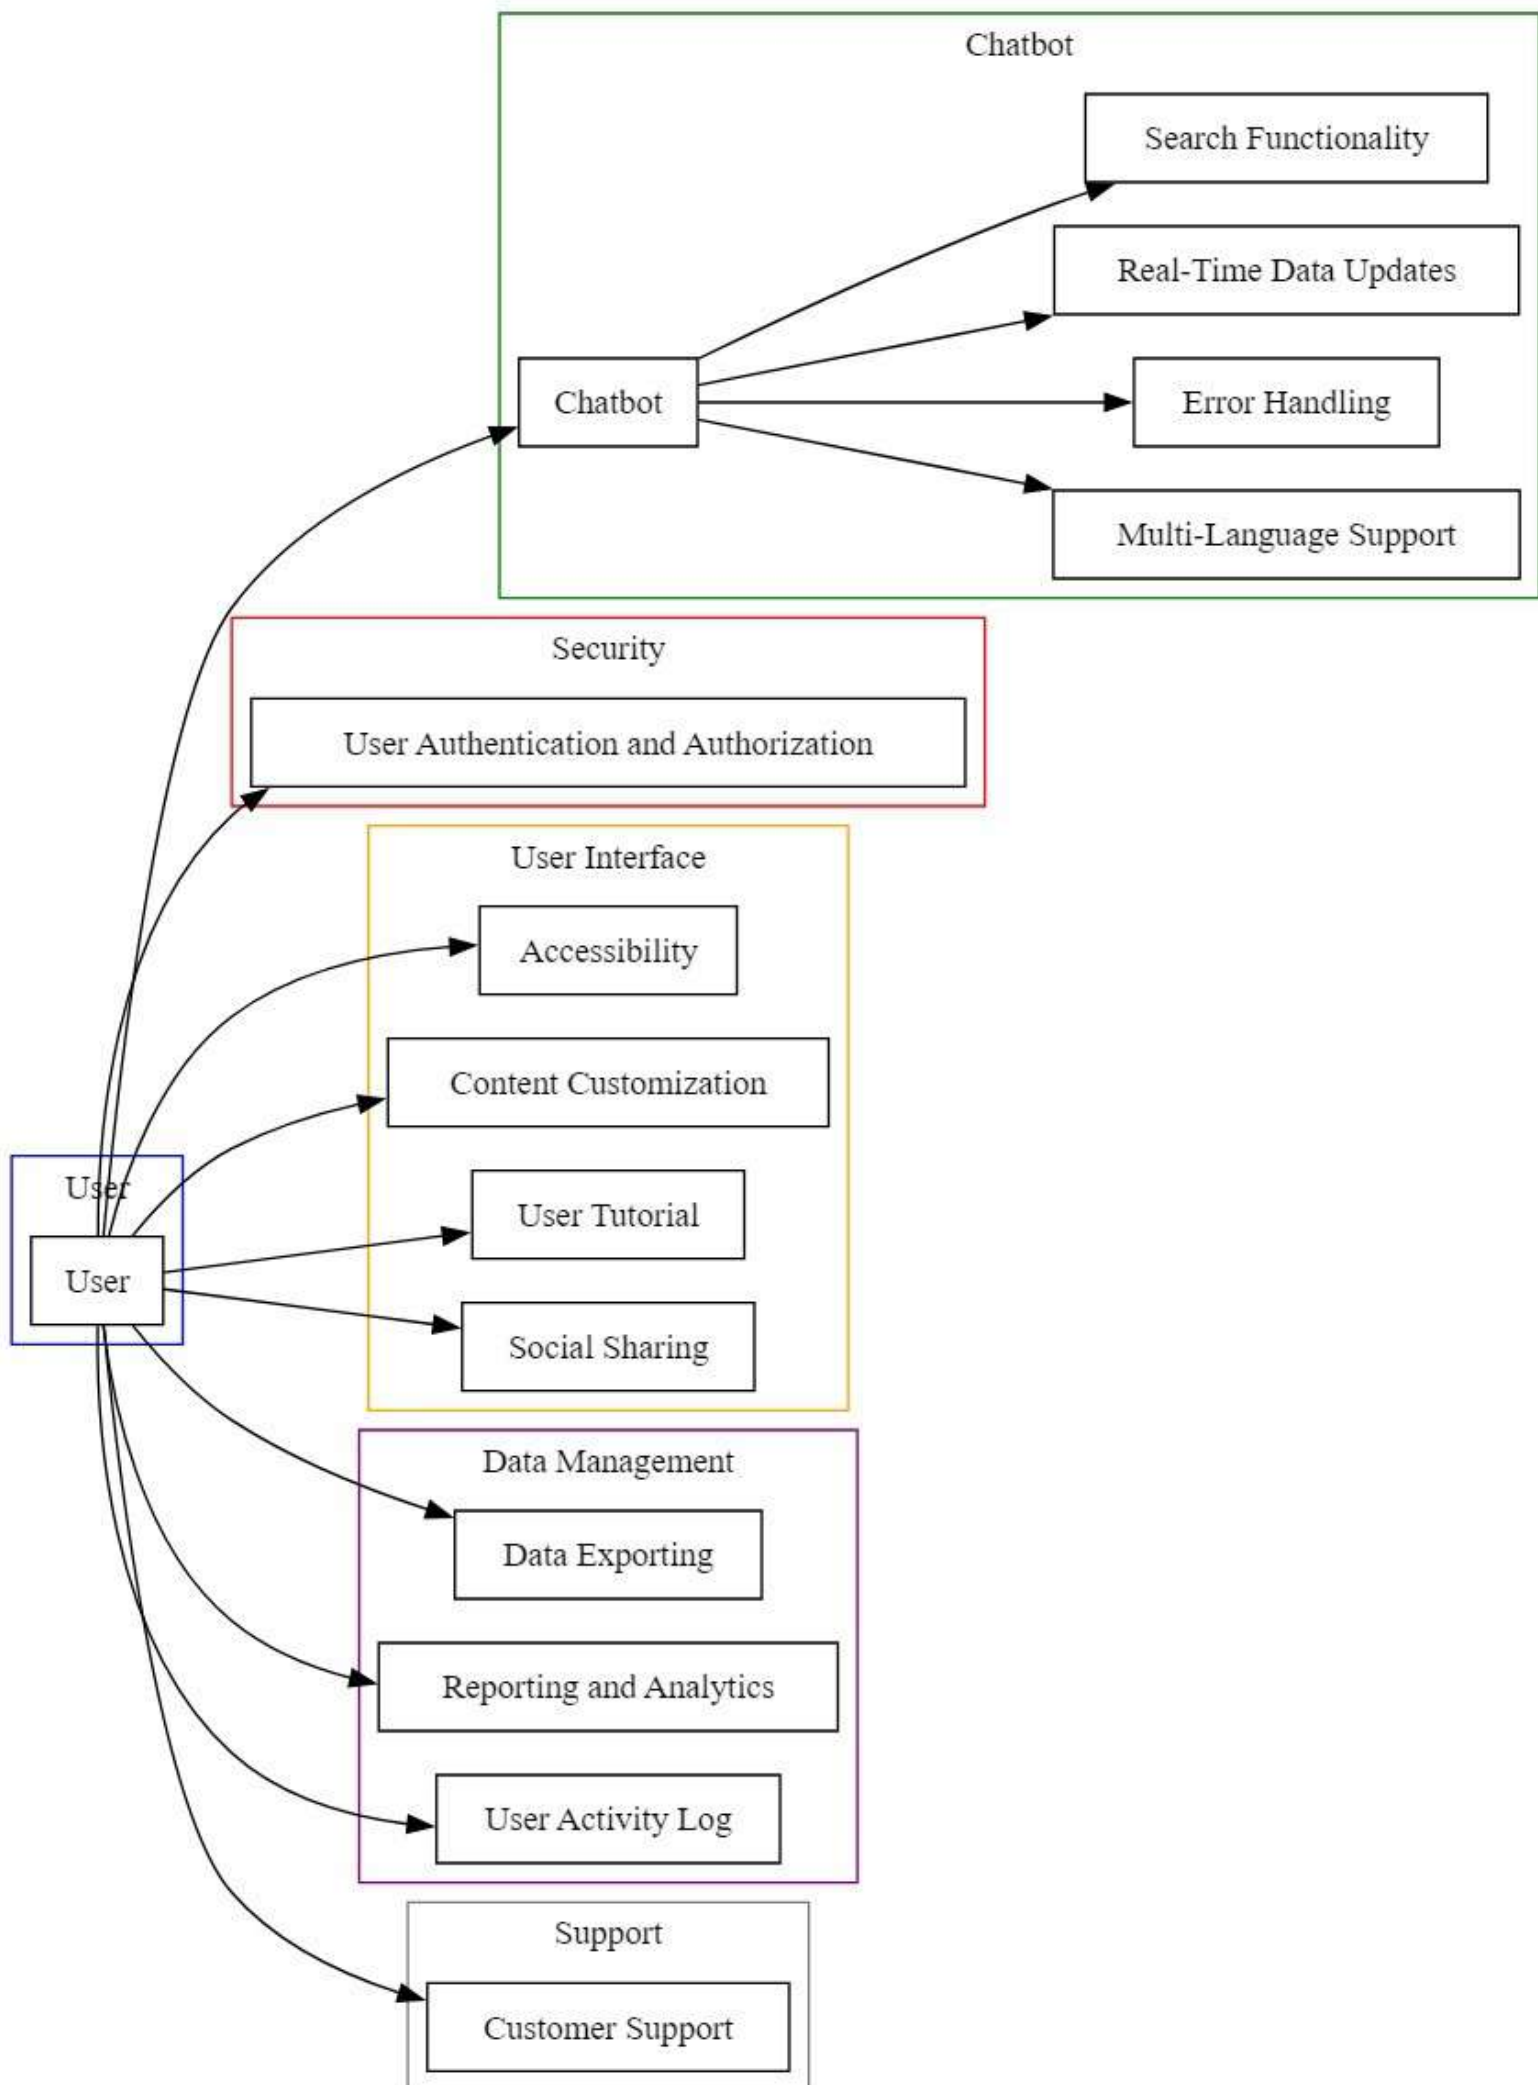 Chatbot
Search Functionality
Real-Time Data Updates
Chatbot
Error Handling
Multi-Language Support
Security
User Authentication and Authorization
User Interface
Accessibility
Content Customization
User
User Tutorial
User
Social Sharing
Data Management
Data Exporting
Reporting and Analytics
User Activity Log
Support
Customer Support